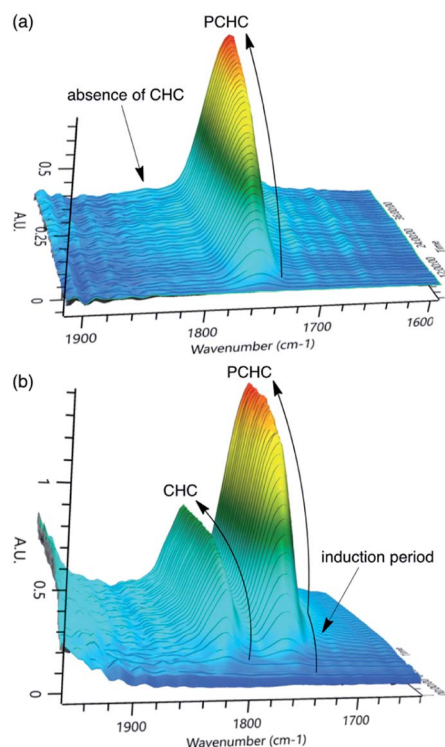 (a)
PCHC
absence of CHC
0.5
0.25
0
A.U.
Time
1900
1800
1700
1600
Wavenumber (cm-1)
(b)
PCHC
CHC
induction period
1
0.5
0
A.U.
1900
1800
1700
Wavenumber (cm-1)